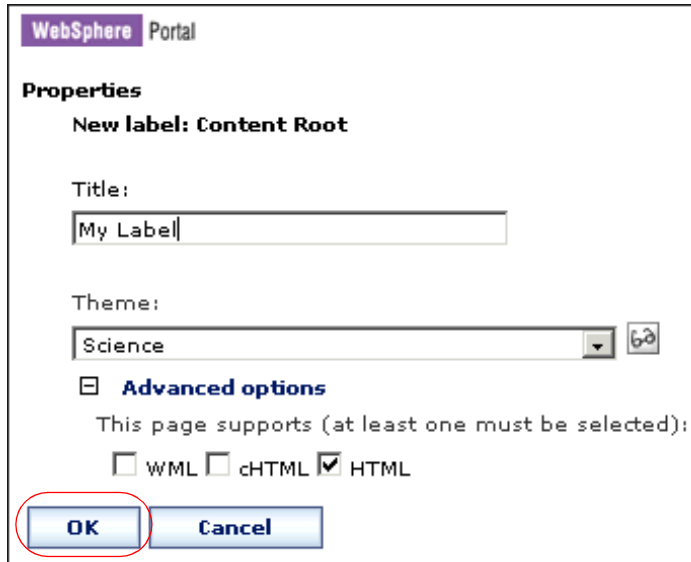 WebSphere Portal
Properties
New label: Content Root
Title:
My Label
Theme:
Science
Advanced options
This page supports (at least one must be selected):
WML cHTML HTML
OK Cancel